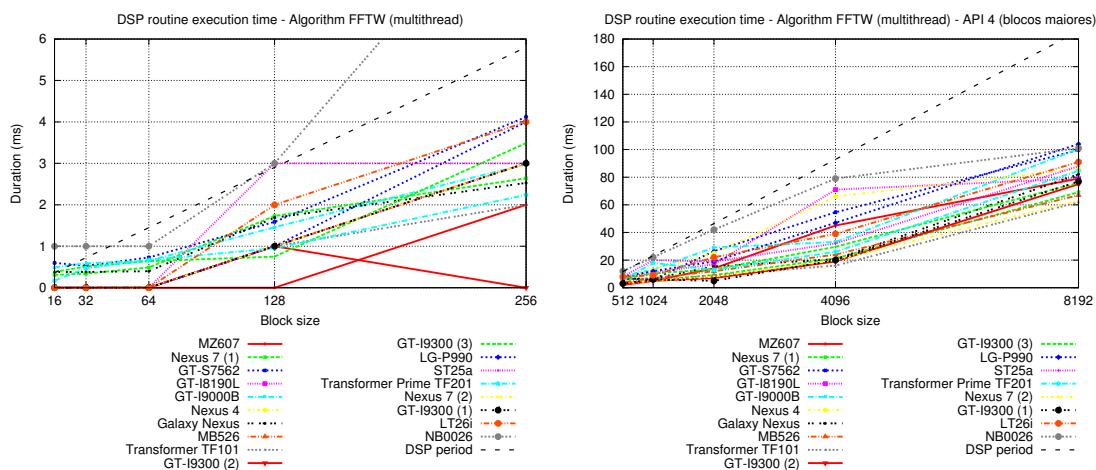 DSP routine execution time - Algorithm FFTW (multithread)
Duration (ms)
6
5
4
3
2
1
0
16 32 64 128 256
Block size
MZ607
Nexus 7 (1)
GT-S7562
GT-I8190L
GT-I9000B
Nexus 4
Galaxy Nexus
MB526
Transformer TF101
GT-I9300 (2)
GT-I9300 (3)
LG-P990
ST25a
Transformer Prime TF201
Nexus 7 (2)
GT-I9300 (1)
LT26i
NB0026
DSP period
DSP routine execution time - Algorithm FFTW (multithread) - API 4 (blocos maiores)
Duration (ms)
180
160
140
120
100
80
60
40
20
0
512 1024 2048 4096 8192
Block size
MZ607
Nexus 7 (1)
GT-S7562
GT-I8190L
GT-I9000B
Nexus 4
Galaxy Nexus
MB526
Transformer TF101
GT-I9300 (2)
GT-I9300 (3)
LG-P990
ST25a
Transformer Prime TF201
Nexus 7 (2)
GT-I9300 (1)
LT26i
NB0026
DSP period